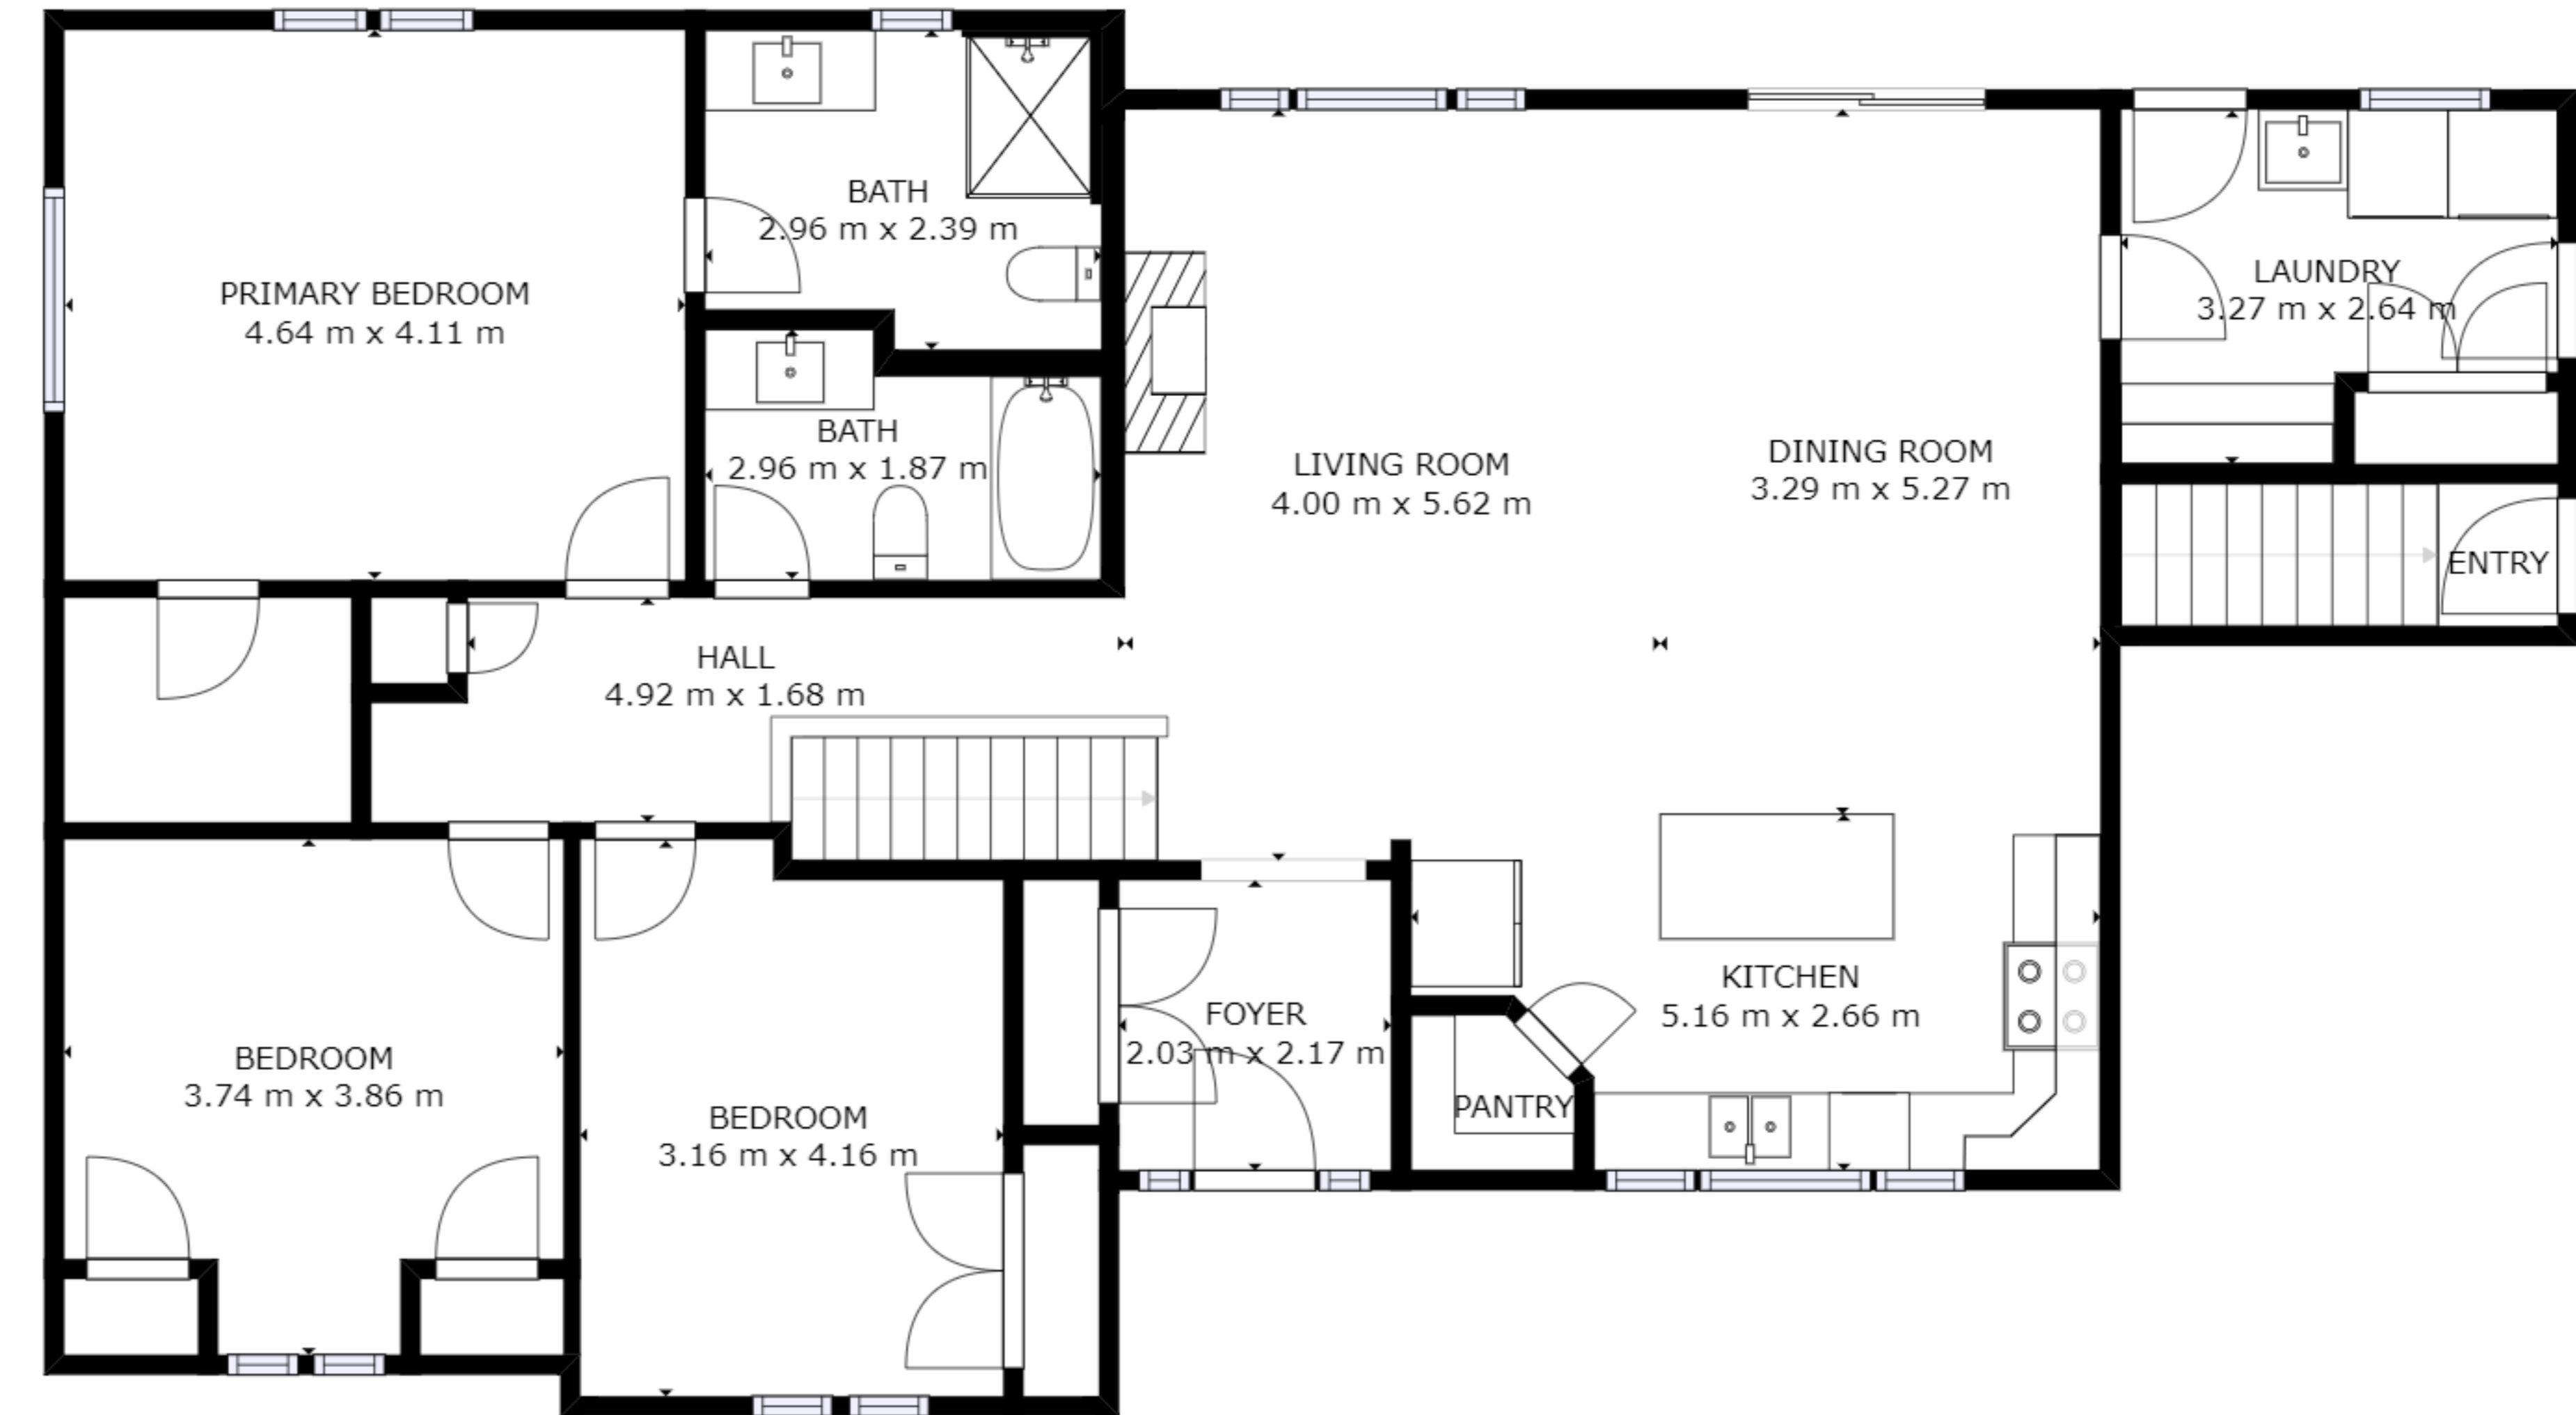 BATH
2.96 m x 2.39 m
PRIMARY BEDROOM
4.64 m x 4.11 m
LAUNDRY
3.27 m x 2.64 m
BATH
2.96 m x 1.87 m
LIVING ROOM
4.00 m x 5.62 m
DINING ROOM
3.29 m x 5.27 m
ENTRY
HALL
4.92 m x 1.68 m
KITCHEN
5.16 m x 2.66 m
FOYER
2.03 m x 2.17 m
BEDROOM
3.74 m x 3.86 m
PANTRY
BEDROOM
3.16 m x 4.16 m